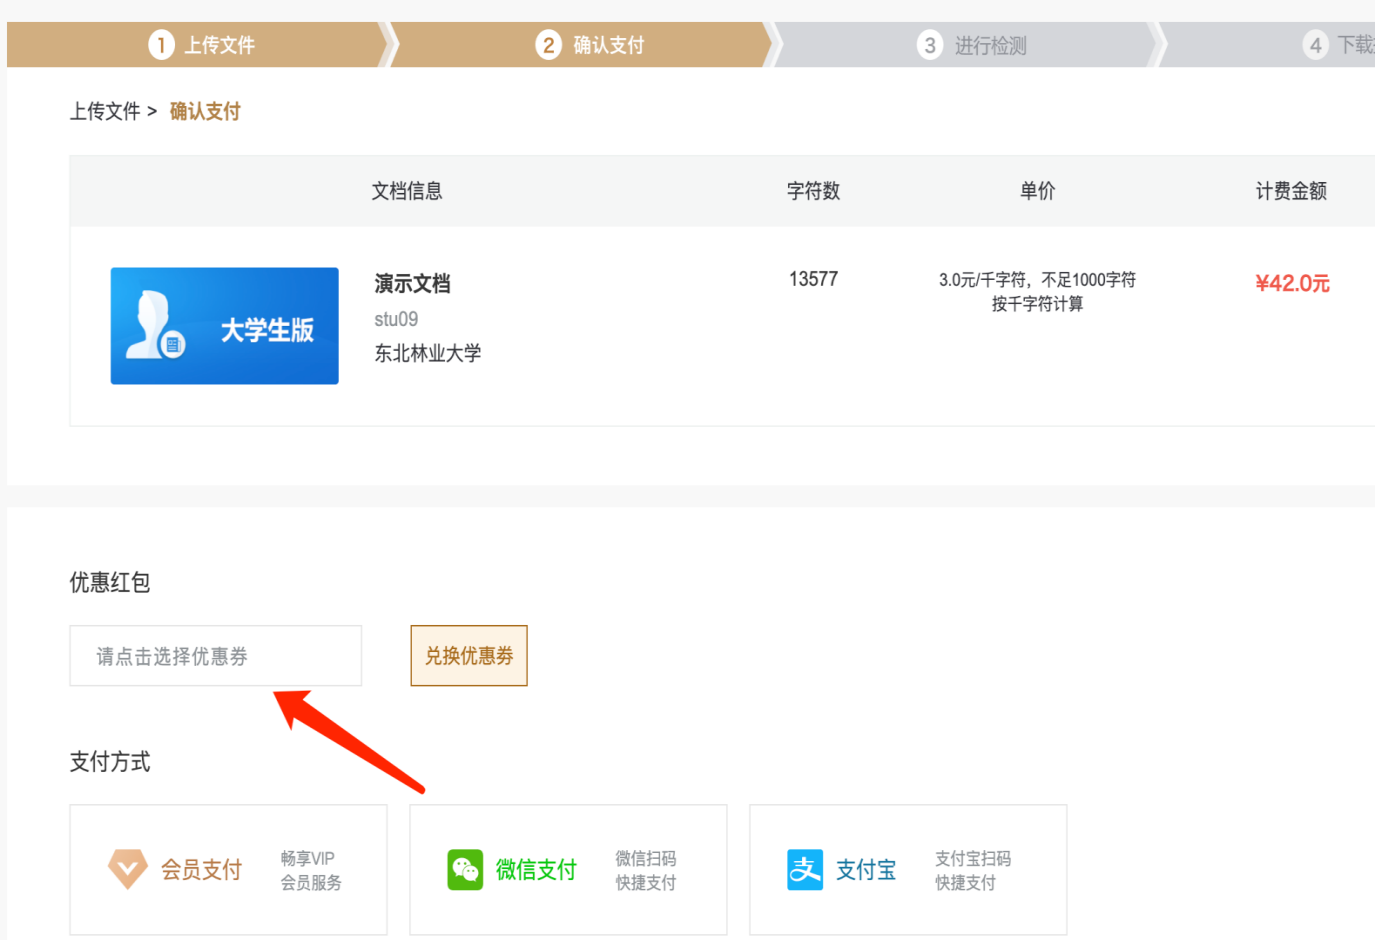 1 上传文件
2 确认支付
3 进行检测
4 下载
上传文件 > 确认支付
文档信息
字符数
单价
计费金额
大学生版
演示文档
stu09
东北林业大学
13577
3.0元/千字符，不足1000字符
按千字符计算
¥42.0元
优惠红包
请点击选择优惠券
兑换优惠券
支付方式
会员支付
畅享VIP
会员服务
微信支付
微信扫码
快捷支付
支 支付宝
支付宝扫码
快捷支付